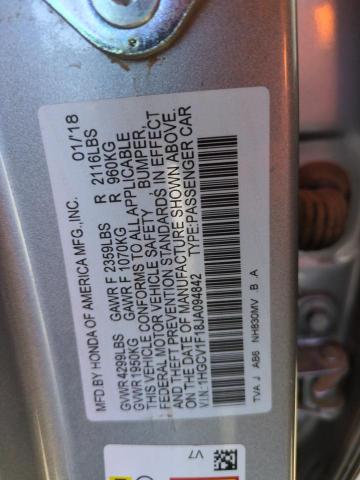 MFD BY HONDA OF AMERICA MFG.,INC. 01/'18
GVWR 4299LBS GAWR F 2359LBS R 2116LBS
GVWR 1950KG GAWR F 1070KG R 960KG
THIS VEHICLE CONFORMS TO ALL APPLICABLE
FEDERAL MOTOR VEHICLE SAFETY, BUMPER,
AND THEFT PREVENTION STANDARDS IN EFFECT
ON THE DATE OF MANUFACTURE SHOWN ABOVE.
V.I.N.:1HGCV1F18JA094842 TYPE:PASSENGER CAR
TVA J AB6 NH830MV B .A
V7